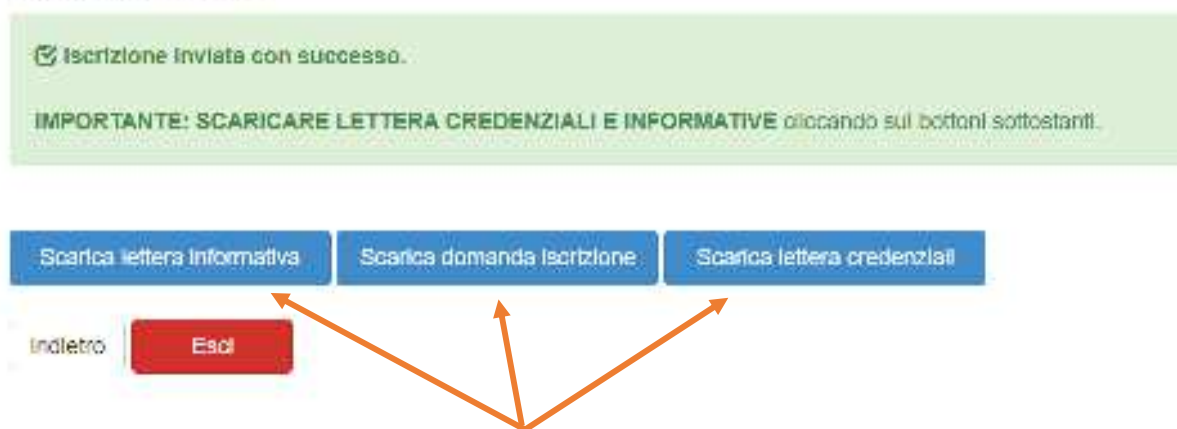 Iscrizione inviata con successo.
IMPORTANTE: SCARICARE LETTERA CREDENZIALI E INFORMATIVE cliccando sui bottoni sottostanti.
Scarica lettera informativa Scarica domanda iscrizione Scarica lettera credenziali
Indietro Esci